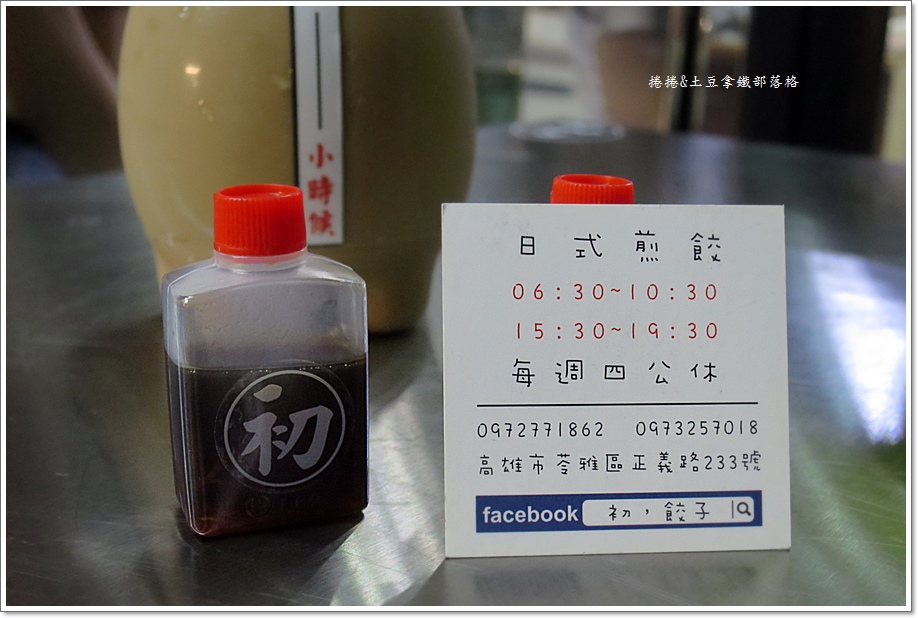 捲捲&土豆拿鐵部落格
小時候
初
日式煎餃
06:30~10:30
15:30~19:30
每週四公休
0972771862 0973257018
高雄市苓雅區正義路233號
facebook 初，餃子